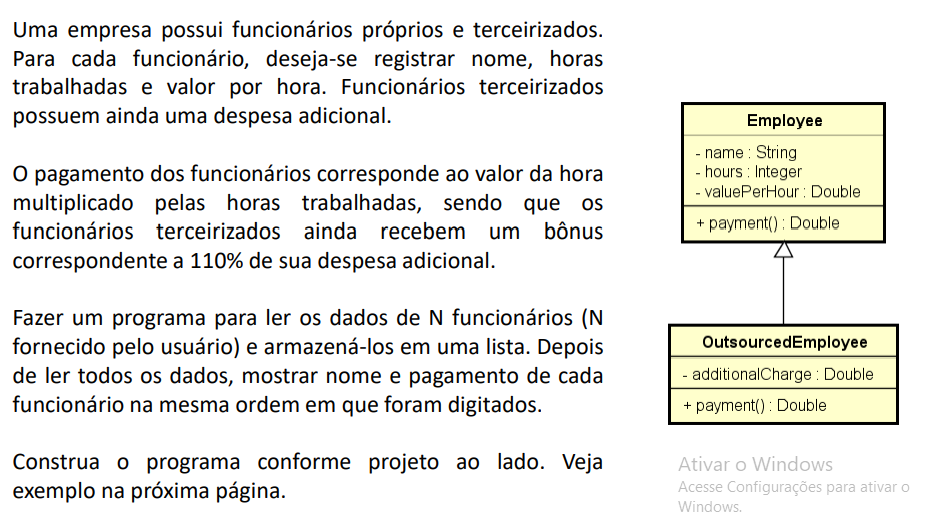 Uma empresa possui funcionários próprios e terceirizados.
Para cada funcionário, deseja-se registrar nome, horas
trabalhadas e valor por hora. Funcionários terceirizados
possuem ainda uma despesa adicional.
O pagamento dos funcionários corresponde ao valor da hora
multiplicado pelas horas trabalhadas, sendo que os
funcionários terceirizados ainda recebem um bônus
correspondente a 110% de sua despesa adicional.
Fazer um programa para ler os dados de N funcionários (N
fornecido pelo usuário) e armazená-los em uma lista. Depois
de ler todos os dados, mostrar nome e pagamento de cada
funcionário na mesma ordem em que foram digitados.
Construa o programa conforme projeto ao lado. Veja
exemplo na próxima página.
Employee
- name : String
- hours : Integer
- valuePerHour : Double
+ payment() : Double
OutsourcedEmployee
- additionalCharge : Double
+ payment() : Double
Ativar o Windows
Acesse Configurações para ativar o
Windows.